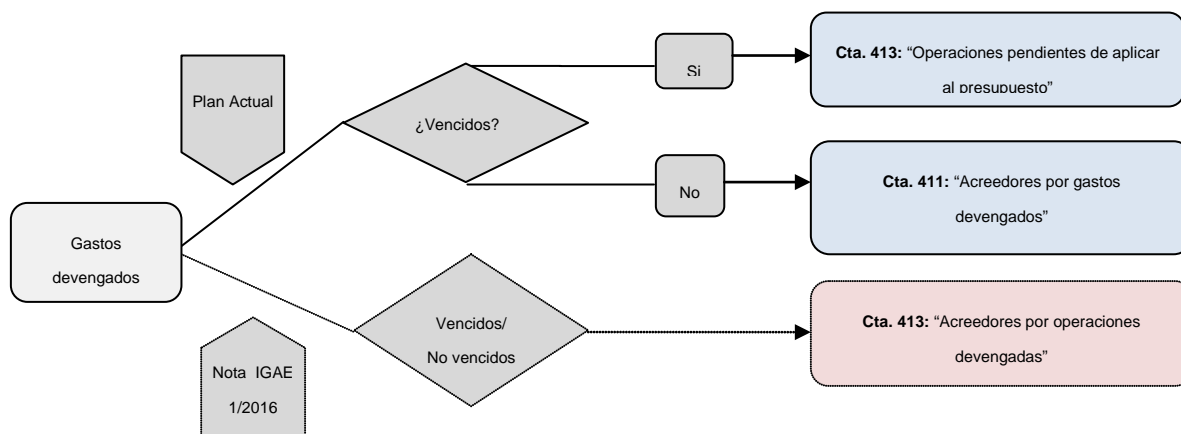 Plan Actual
¿Vencidos?
Si
Cta. 413: “Operaciones pendientes de aplicar
al presupuesto”
No
Cta. 411: “Acreedores por gastos
devengados”
Gastos
devengados
Vencidos/
No vencidos
Cta. 413: “Acreedores por operaciones
devengadas”
Nota IGAE
1/2016